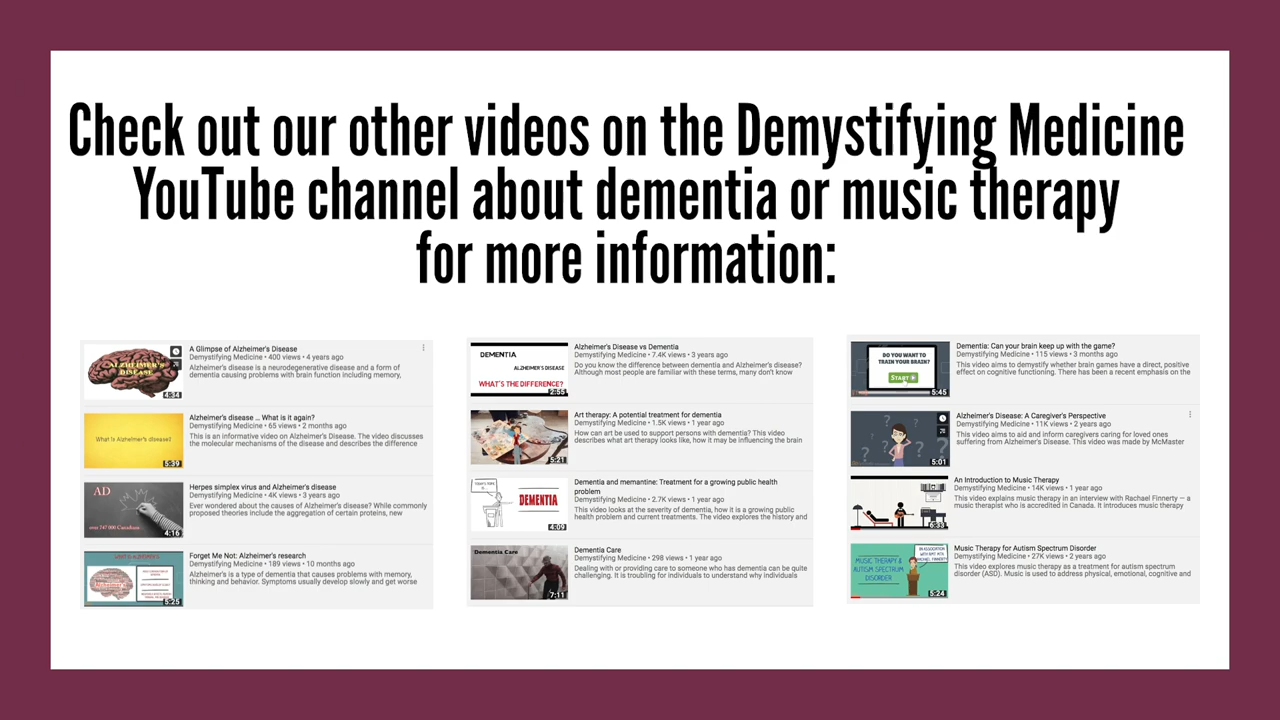 Check out our other videos on the Demystifying Medicine
YouTube channel about dementia or music therapy
for more information:
ALZHEIMER'S
DISEASE
4:34
A Glimpse of Alzheimer's Disease
Demystifying Medicine • 400 views • 4 years ago
Alzheimer's disease is a neurodegenerative disease and a form of
dementia causing problems with brain function including memory,
What is Alzheimer's disease?
5:39
Alzheimer's disease ... What is it again?
Demystifying Medicine • 65 views • 2 months ago
This is an informative video on Alzheimer's Disease. The video discusses
the molecular mechanisms of the disease and describes the difference
AD
over 747 000 Canadians
4:16
Herpes simplex virus and Alzheimer's disease
Demystifying Medicine • 4K views • 3 years ago
Ever wondered about the causes of Alzheimer's disease? While commonly
proposed theories include the aggregation of certain proteins, new
5:25
Forget Me Not: Alzheimer's research
Demystifying Medicine • 189 views • 10 months ago
Alzheimer's is a type of dementia that causes problems with memory,
thinking and behavior. Symptoms usually develop slowly and get worse
DEMENTIA
ALZHEIMER'S DISEASE
WHAT'S THE DIFFERENCE?
2:55
Alzheimer's Disease vs Dementia
Demystifying Medicine • 7.4K views • 3 years ago
Do you know the difference between dementia and Alzheimer's disease?
Although most people are familiar with these terms, many don't know
5:21
Art therapy: A potential treatment for dementia
Demystifying Medicine • 1.5K views • 1 year ago
How can art be used to support persons with dementia? This video
describes what art therapy looks like, how it may be influencing the brain
DEMENTIA
4:09
Dementia and memantine: Treatment for a growing public health
problem
Demystifying Medicine • 2.7K views • 1 year ago
This video looks at the severity of dementia, how it is a growing public
health problem and current treatments. The video explores the history and
Dementia Care
7:11
Dementia Care
Demystifying Medicine • 298 views • 1 year ago
Dealing with or providing care to someone who has dementia can be quite
challenging. It is troubling for individuals to understand why individuals
DO YOU WANT TO
TRAIN YOUR BRAIN?
START
5:45
Dementia: Can your brain keep up with the game?
Demystifying Medicine • 115 views • 3 months ago
This video aims to demystify whether brain games have a direct, positive
effect on cognitive functioning. There has been a recent emphasis on the
5:01
Alzheimer's Disease: A Caregiver's Perspective
Demystifying Medicine • 11K views • 2 years ago
This video aims to aid and inform caregivers caring for loved ones
suffering from Alzheimer's Disease. This video was made by McMaster
6:33
An Introduction to Music Therapy
Demystifying Medicine • 14K views • 1 year ago
This video explains music therapy in an interview with Rachael Finnerty — a
music therapist who is accredited in Canada. It introduces music therapy
MUSIC THERAPY &
AUTISM SPECTRUM
DISORDER
IN ASSOCIATION
WITH MTA
RACHAEL FINNERTY
5:24
Music Therapy for Autism Spectrum Disorder
Demystifying Medicine • 27K views • 2 years ago
This video explores music therapy as a treatment for autism spectrum
disorder (ASD). Music is used to address physical, emotional, cognitive and